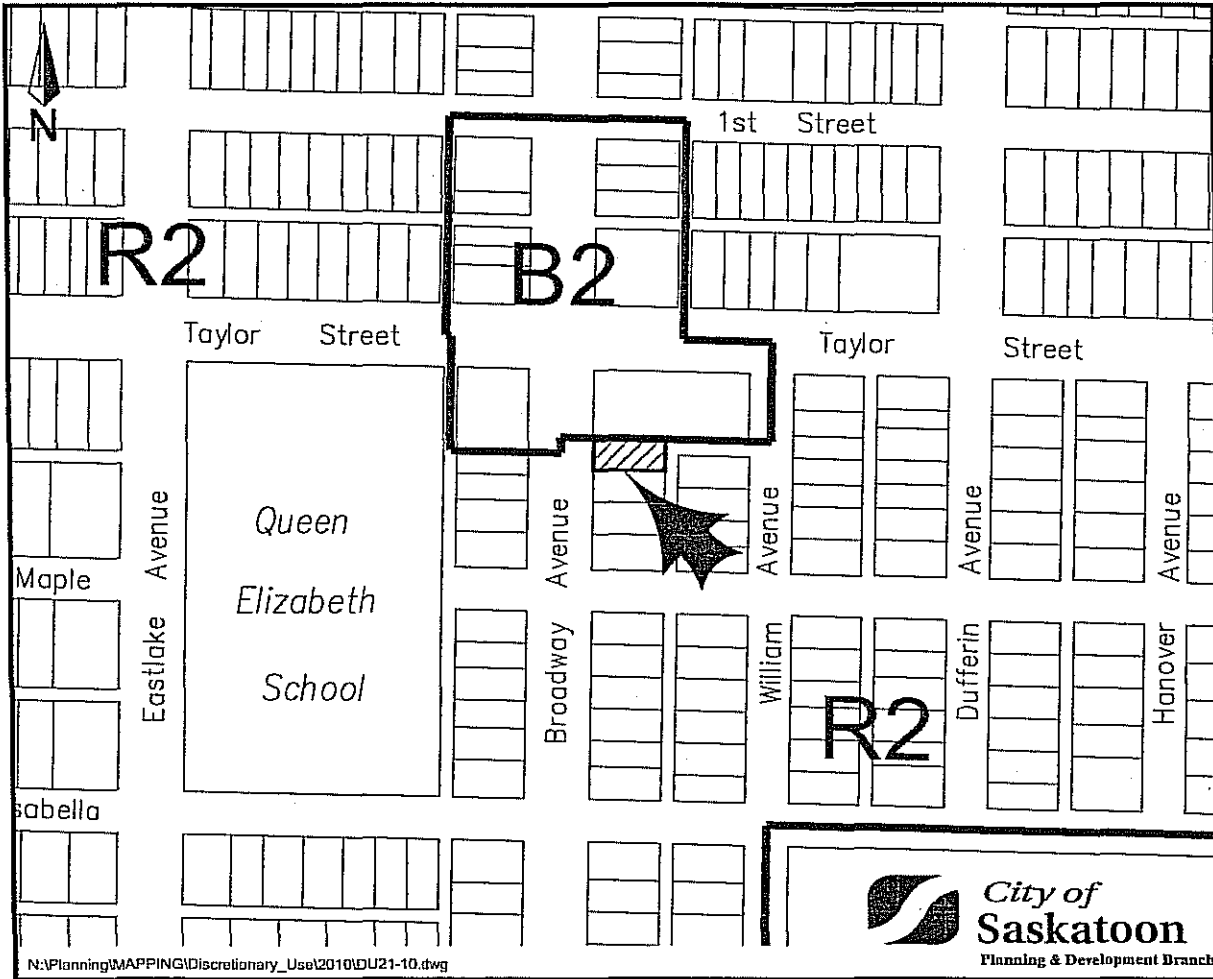 N
1st Street
R2
B2
Taylor Street
Taylor Street
Queen
Elizabeth
School
Maple
Eastlake Avenue
Broadway Avenue
William Avenue
Dufferin Avenue
Hanover Avenue
R2
sabella
City of
Saskatoon
Planning & Development Branch
N:\Planning\MAPPING\Discretionary_Use\2010\DU21-10.dwg